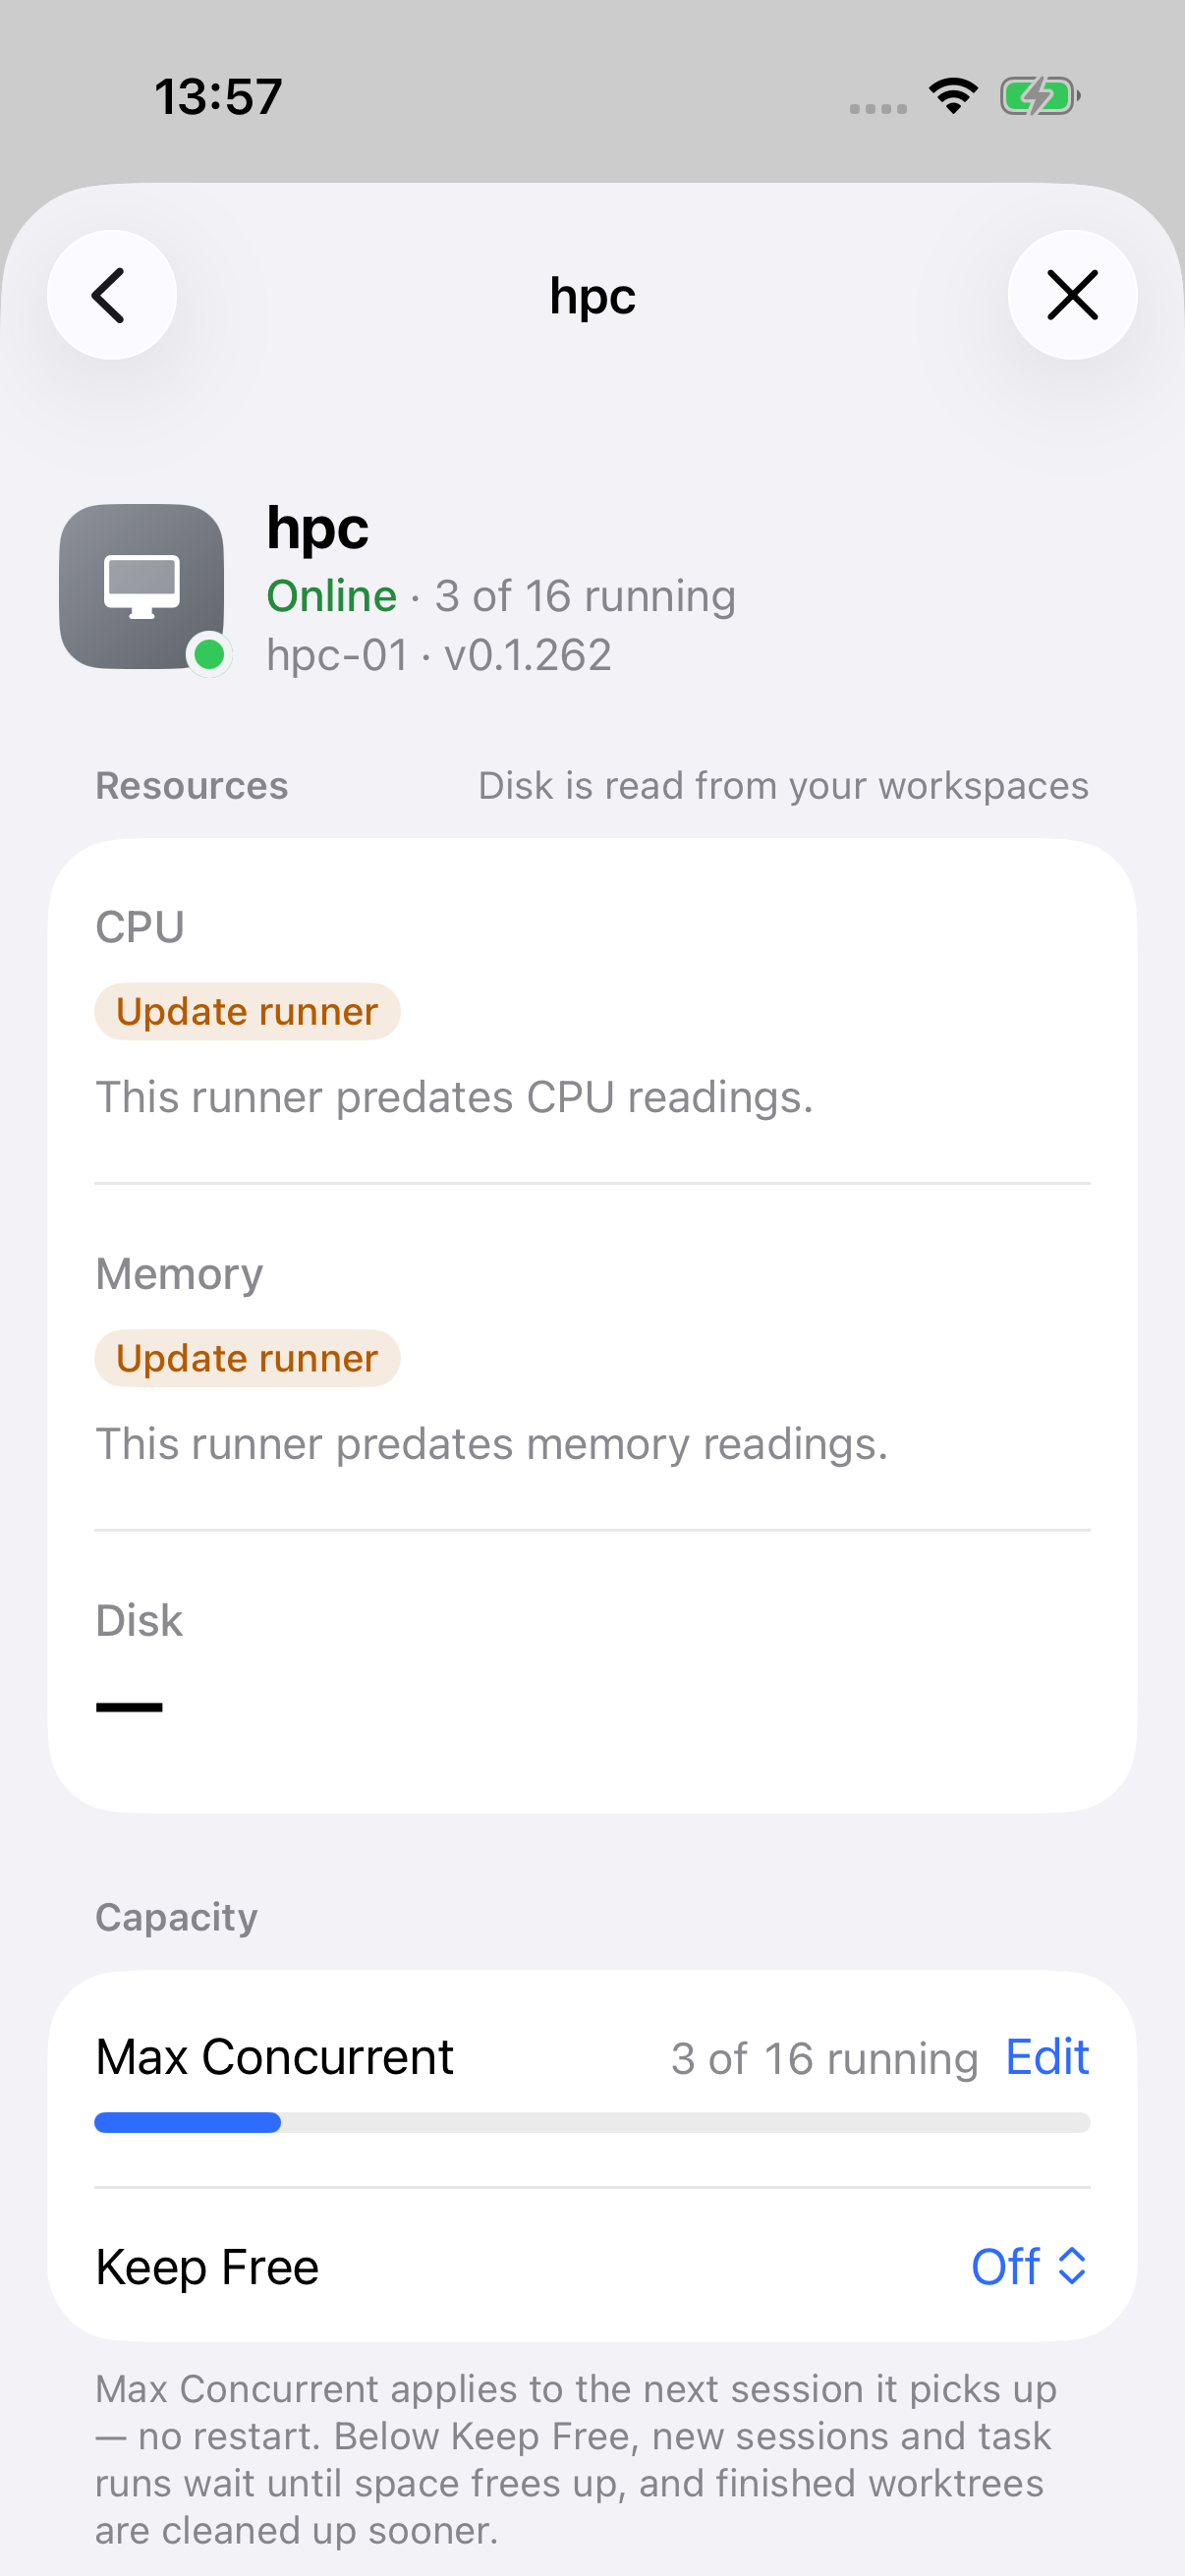 13:57
hpc
hpc
Online · 3 of 16 running
hpc-01 · v0.1.262
Resources
Disk is read from your workspaces
CPU
Update runner
This runner predates CPU readings.
Memory
Update runner
This runner predates memory readings.
Disk
—
Capacity
Max Concurrent
3 of 16 running
Edit
Keep Free
Off
Max Concurrent applies to the next session it picks up
— no restart. Below Keep Free, new sessions and task
runs wait until space frees up, and finished worktrees
are cleaned up sooner.